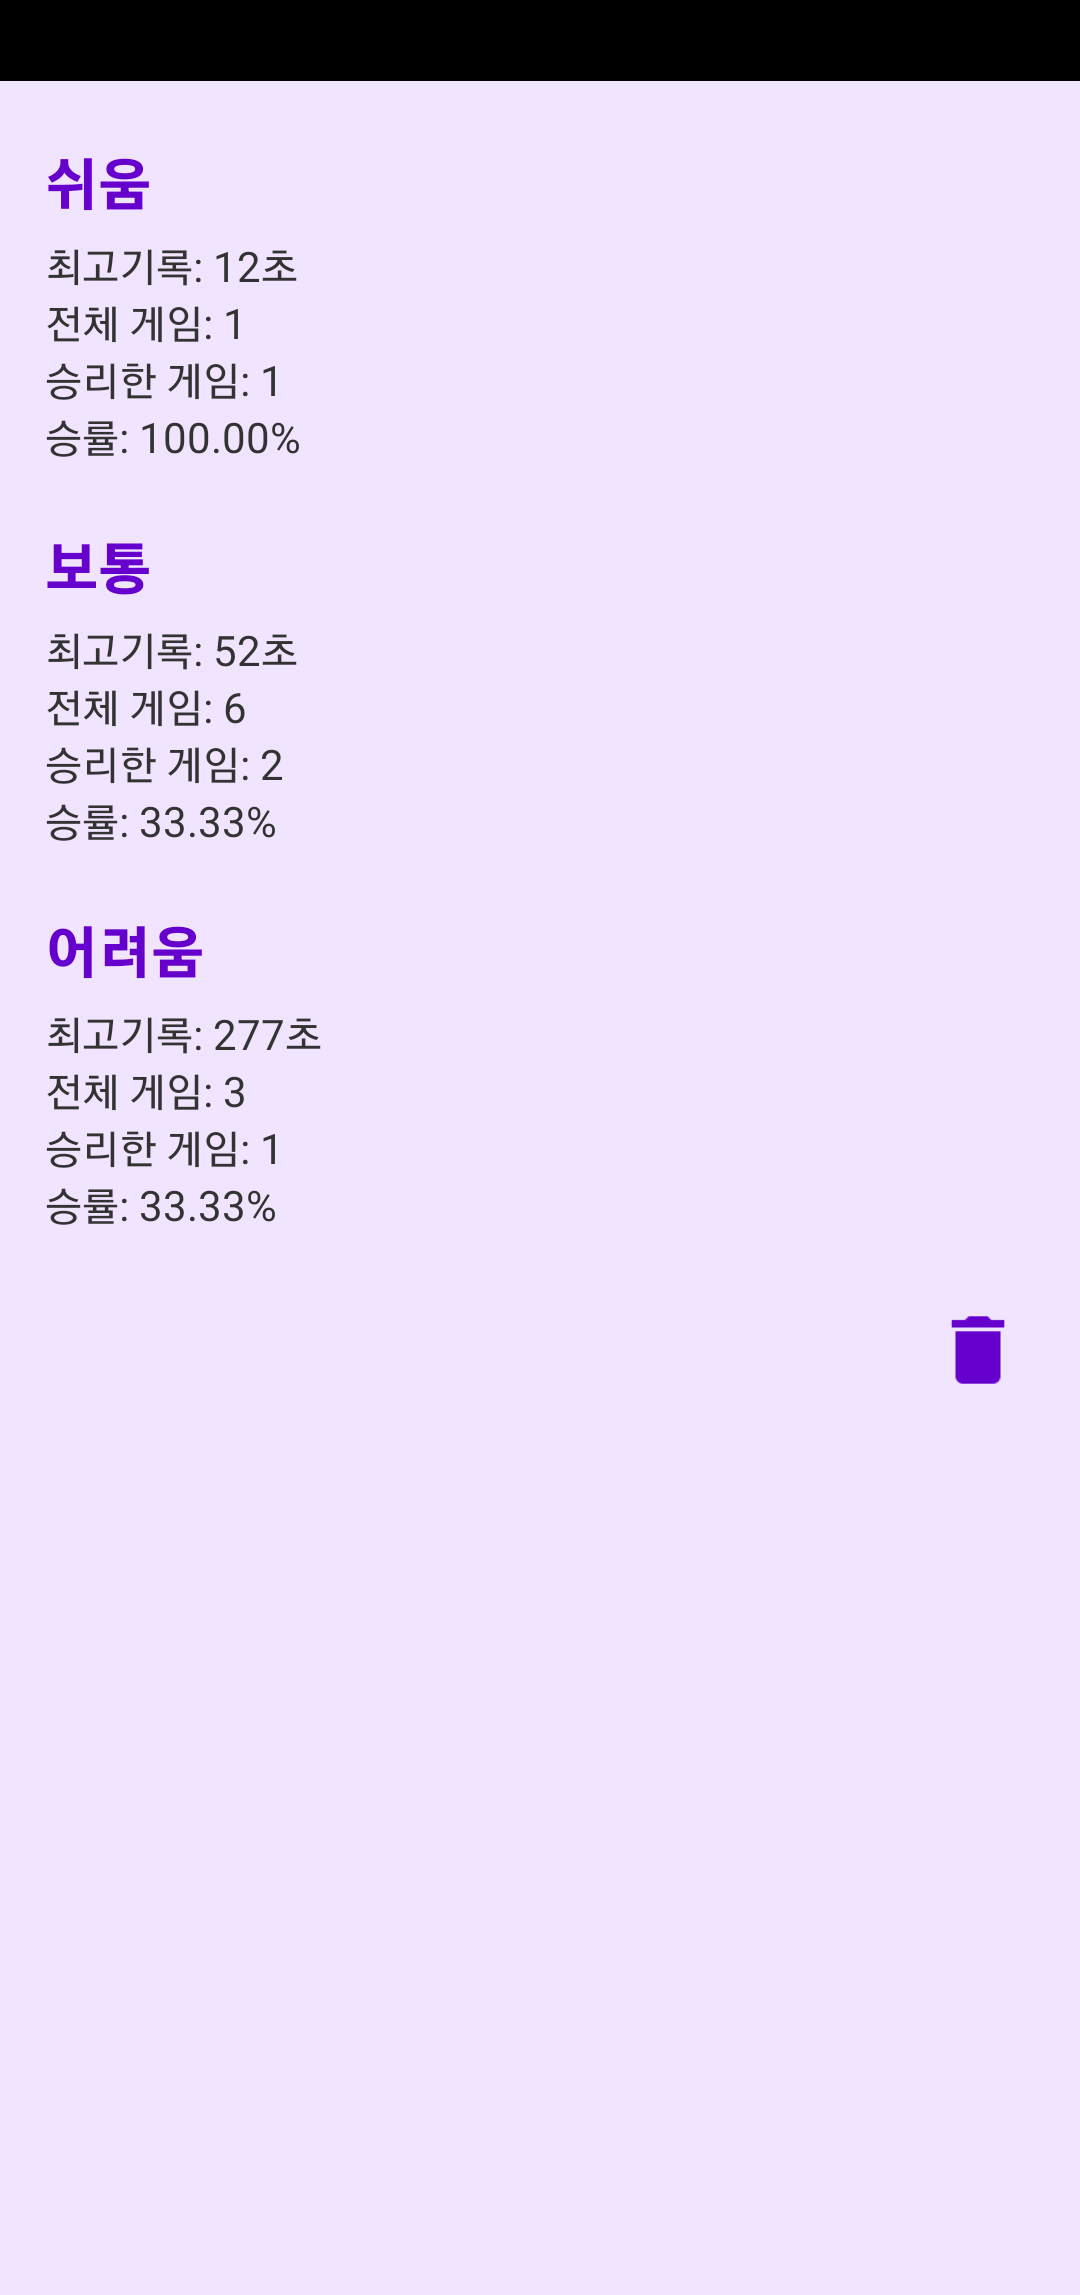 쉬움
최고기록: 12초
전체 게임: 1
승리한 게임: 1
승률: 100.00%
보통
최고기록: 52초
전체 게임: 6
승리한 게임: 2
승률: 33.33%
어려움
최고기록: 277초
전체 게임: 3
승리한 게임: 1
승률: 33.33%